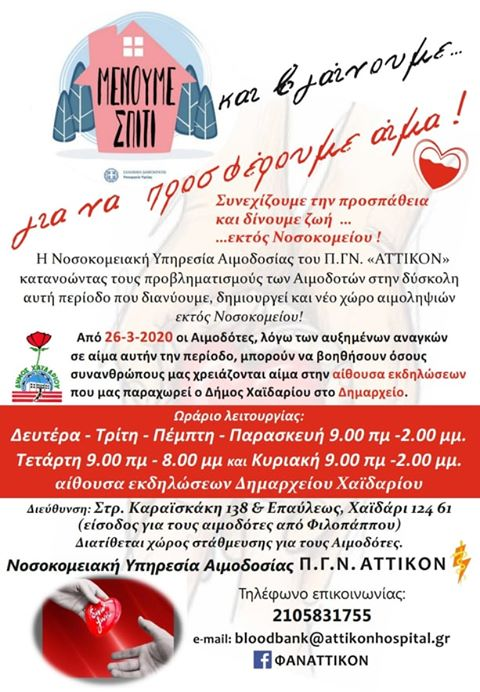 ΜΕΝΟΥΜΕ
ΣΠΙΤΙ
και βγαίνουμε...
ΕΛΛΗΝΙΚΗ ΔΗΜΟΚΡΑΤΙΑ
Υπουργείο Υγείας
για να προσφέρουμε αίμα !
Συνεχίζουμε την προσπάθεια
και δίνουμε ζωή ...
...εκτός Νοσοκομείου !
Η Νοσοκομειακή Υπηρεσία Αιμοδοσίας του Π.ΓΝ. «ΑΤΤΙΚΟΝ»
κατανοώντας τους προβληματισμούς των Αιμοδοτών στην δύσκολη
αυτή περίοδο που διανύουμε, δημιουργεί και νέο χώρο αιμοληψιών
εκτός Νοσοκομείου!
Από 26-3-2020 οι Αιμοδότες, λόγω των αυξημένων αναγκών
σε αίμα αυτήν την περίοδο, μπορούν να βοηθήσουν όσους
συνανθρώπους μας χρειάζονται αίμα στην αίθουσα εκδηλώσεων
που μας παραχωρεί ο Δήμος Χαϊδαρίου στο Δημαρχείο.
ΔΗΜΟΣ ΧΑΪΔΑΡΙΟΥ
Ωράριο λειτουργίας:
Δευτέρα - Τρίτη - Πέμπτη - Παρασκευή 9.00 πμ -2.00 μμ.
Τετάρτη 9.00 πμ - 8.00 μμ και Κυριακή 9.00 πμ -2.00 μμ.
αίθουσα εκδηλώσεων Δημαρχείου Χαϊδαρίου
Διεύθυνση: Στρ. Καραϊσκάκη 138 & Επαύλεως, Χαϊδάρι 124 61
(είσοδος για τους αιμοδότες από Φιλοπάππου)
Διατίθεται χώρος στάθμευσης για τους Αιμοδότες.
Νοσοκομειακή Υπηρεσία Αιμοδοσίας Π.Γ.Ν. ΑΤΤΙΚΟΝ
Τηλέφωνο επικοινωνίας:
2105831755
e-mail: bloodbank@attikonhospital.gr
ΦΑΝΑΤΤΙΚΟΝ